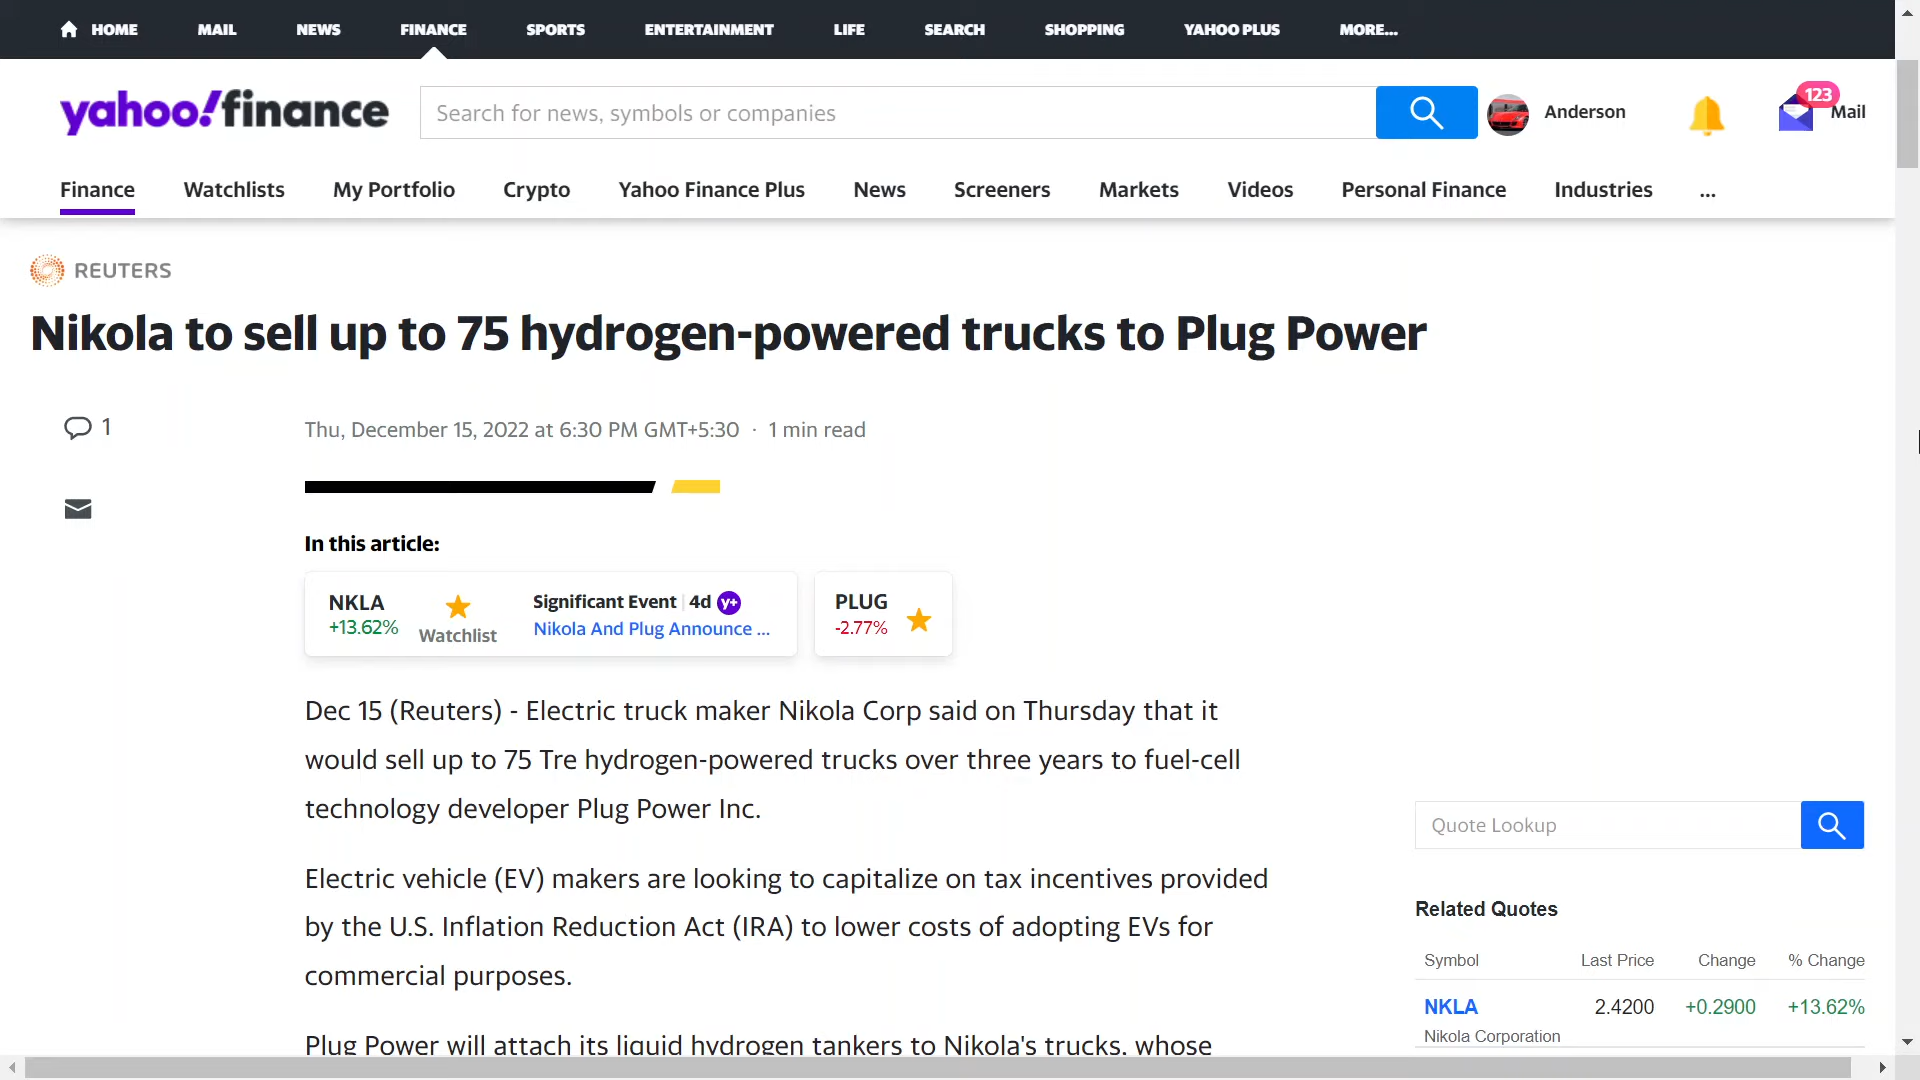 HOME MAIL NEWS FINANCE SPORTS ENTERTAINMENT LIFE SEARCH SHOPPING YAHOO PLUS MORE...
yahoo!finance Search for news, symbols or companies Anderson 123 Mail
Finance Watchlists My Portfolio Crypto Yahoo Finance Plus News Screeners Markets Videos Personal Finance Industries ...
REUTERS
Nikola to sell up to 75 hydrogen-powered trucks to Plug Power
1
Thu, December 15, 2022 at 6:30 PM GMT+5:30 · 1 min read
In this article:
NKLA
+13.62%
Watchlist
Significant Event | 4d y+
Nikola And Plug Announce ...
PLUG
-2.77%
Dec 15 (Reuters) - Electric truck maker Nikola Corp said on Thursday that it
would sell up to 75 Tre hydrogen-powered trucks over three years to fuel-cell
technology developer Plug Power Inc.
Electric vehicle (EV) makers are looking to capitalize on tax incentives provided
by the U.S. Inflation Reduction Act (IRA) to lower costs of adopting EVs for
commercial purposes.
Plug Power will attach its liquid hydrogen tankers to Nikola's trucks, whose
Quote Lookup
Related Quotes
Symbol Last Price Change % Change
NKLA 2.4200 +0.2900 +13.62%
Nikola Corporation